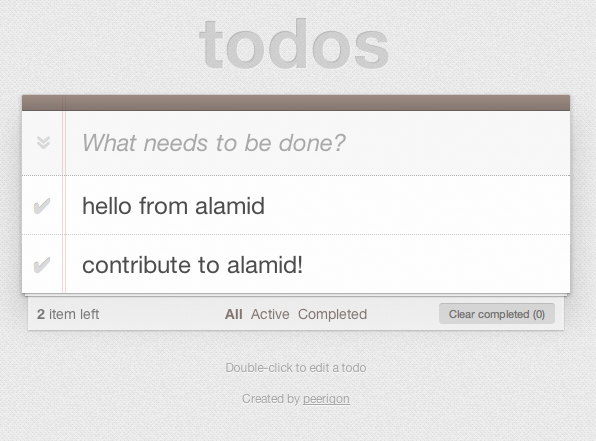 todos
What needs to be done?
hello from alamid
contribute to alamid!
2 item left All Active Completed Clear completed (0)
Double-click to edit a todo
Created by peerigon